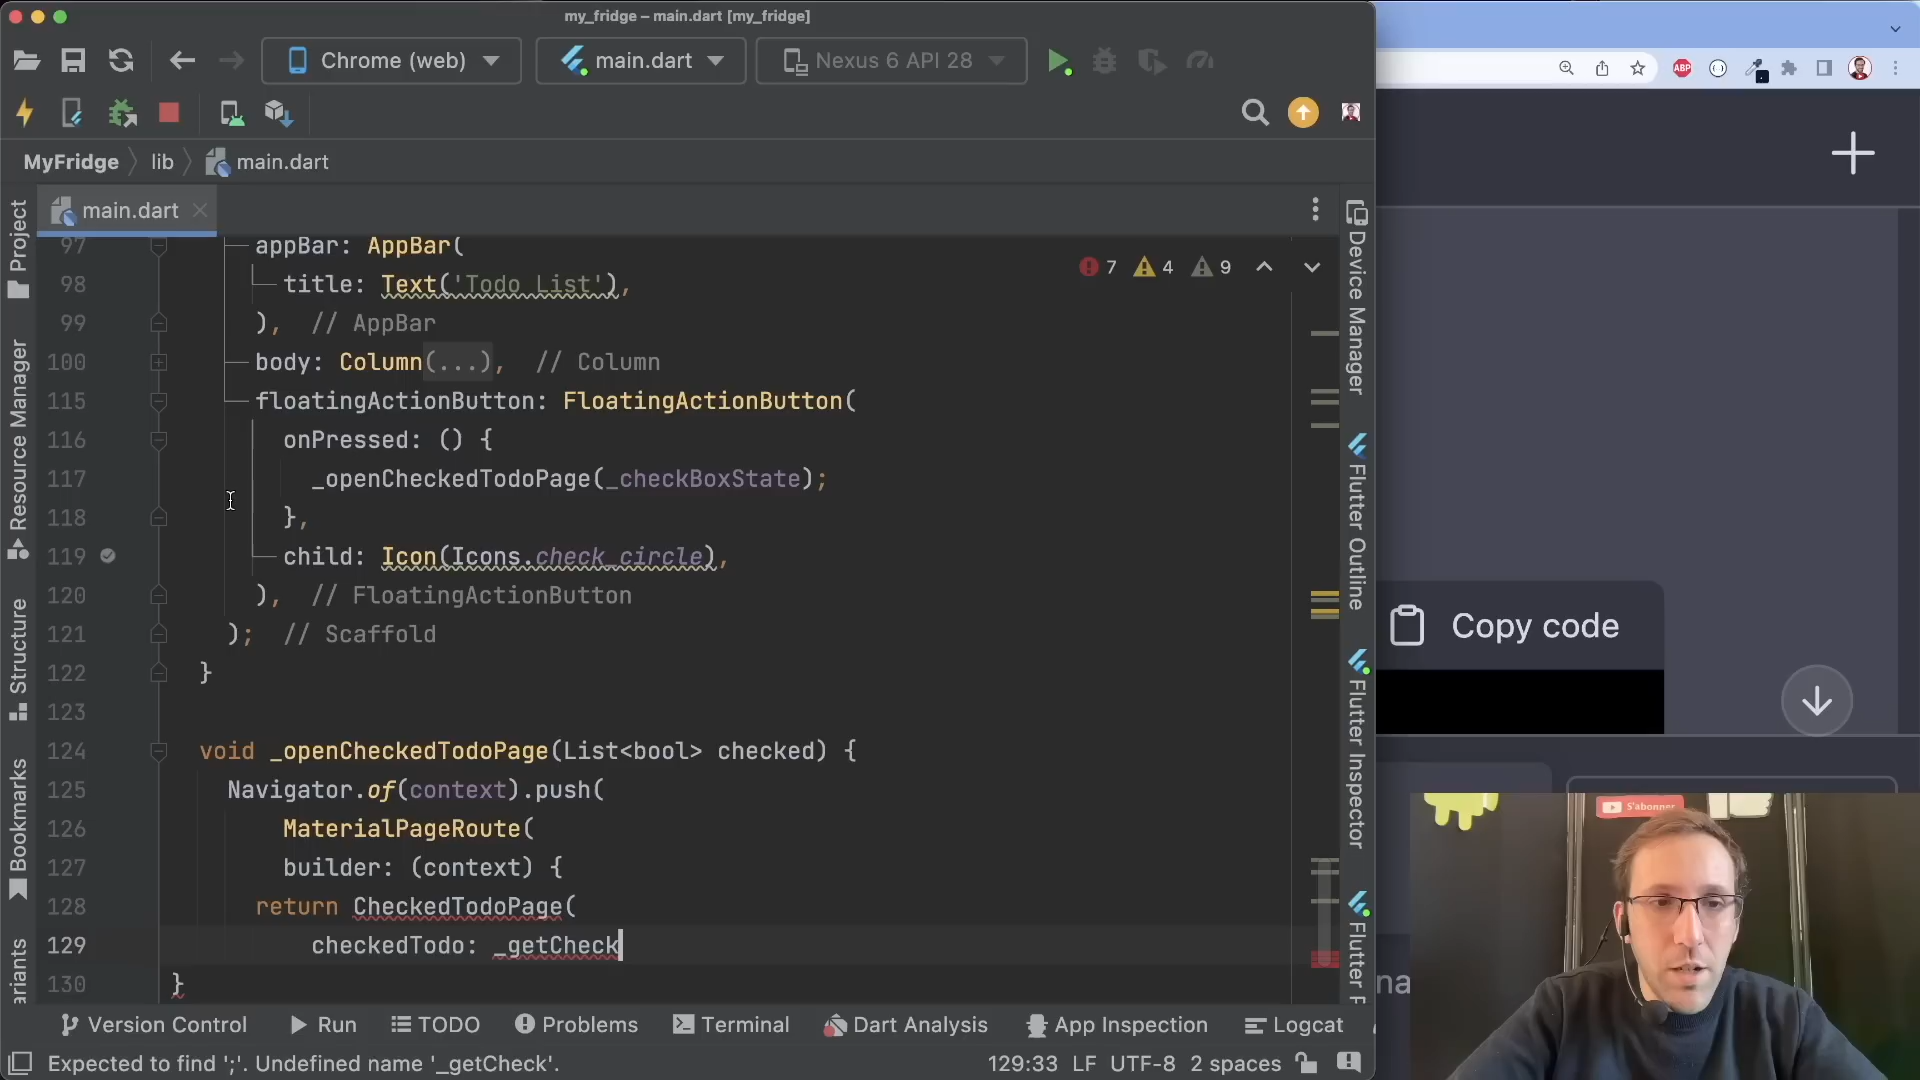 my_fridge – main.dart [my_fridge]
Chrome (web)
main.dart
Nexus 6 API 28
ABP
MyFridge
lib
main.dart
main.dart
7
4
9
97 appBar: AppBar(
98 title: Text('Todo List'),
99 ), // AppBar
100 body: Column(...), // Column
115 floatingActionButton: FloatingActionButton(
116 onPressed: () {
117 _openCheckedTodoPage(_checkBoxState);
118 },
119 child: Icon(Icons.check_circle),
120 ), // FloatingActionButton
121 ); // Scaffold
122 }
123
124 void _openCheckedTodoPage(List<bool> checked) {
125 Navigator.of(context).push(
126 MaterialPageRoute(
127 builder: (context) {
128 return CheckedTodoPage(
129 checkedTodo: _getCheck
130 }
Project
Resource Manager
Structure
Bookmarks
ariants
Device Manager
Flutter Outline
Flutter Inspector
Flutter F
Copy code
na
S'abonner
Version Control
Run
TODO
Problems
Terminal
Dart Analysis
App Inspection
Logcat
Expected to find ';'. Undefined name '_getCheck'.
129:33 LF UTF-8 2 spaces